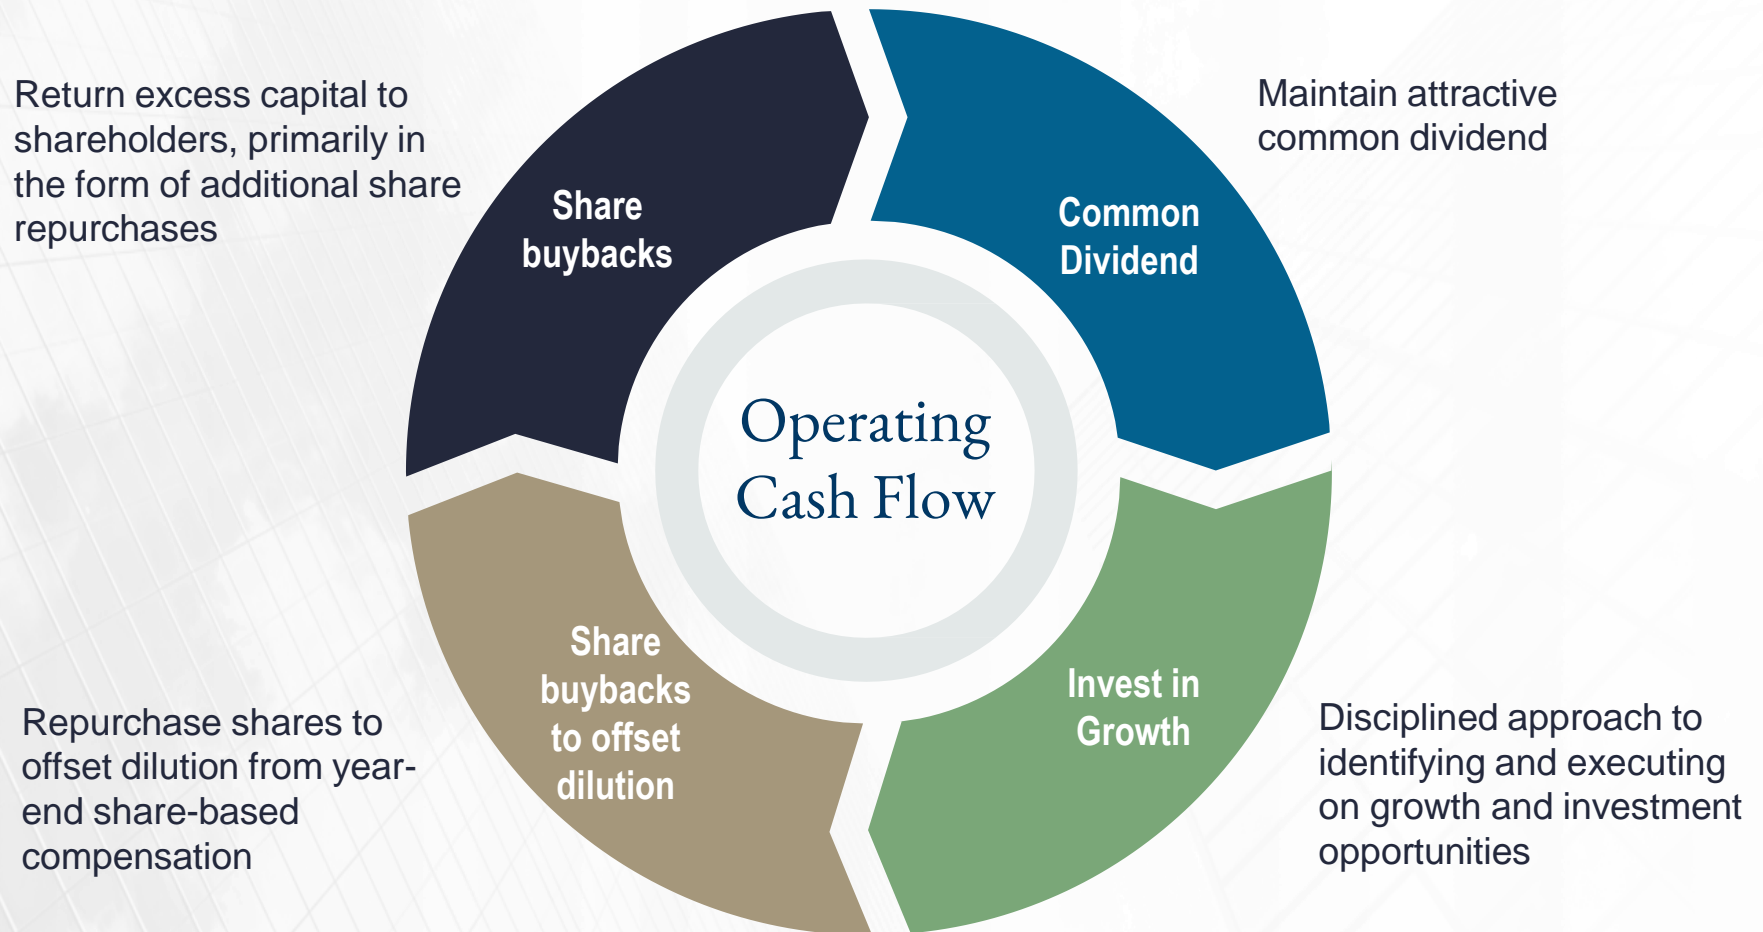 Return excess capital to
shareholders, primarily in
the form of additional share
repurchases
Share
buybacks
Common
Dividend
Maintain attractive
common dividend
Operating
Cash Flow
Repurchase shares to
offset dilution from year-
end share-based
compensation
Share
buybacks
to offset
dilution
Invest in
Growth
Disciplined approach to
identifying and executing
on growth and investment
opportunities